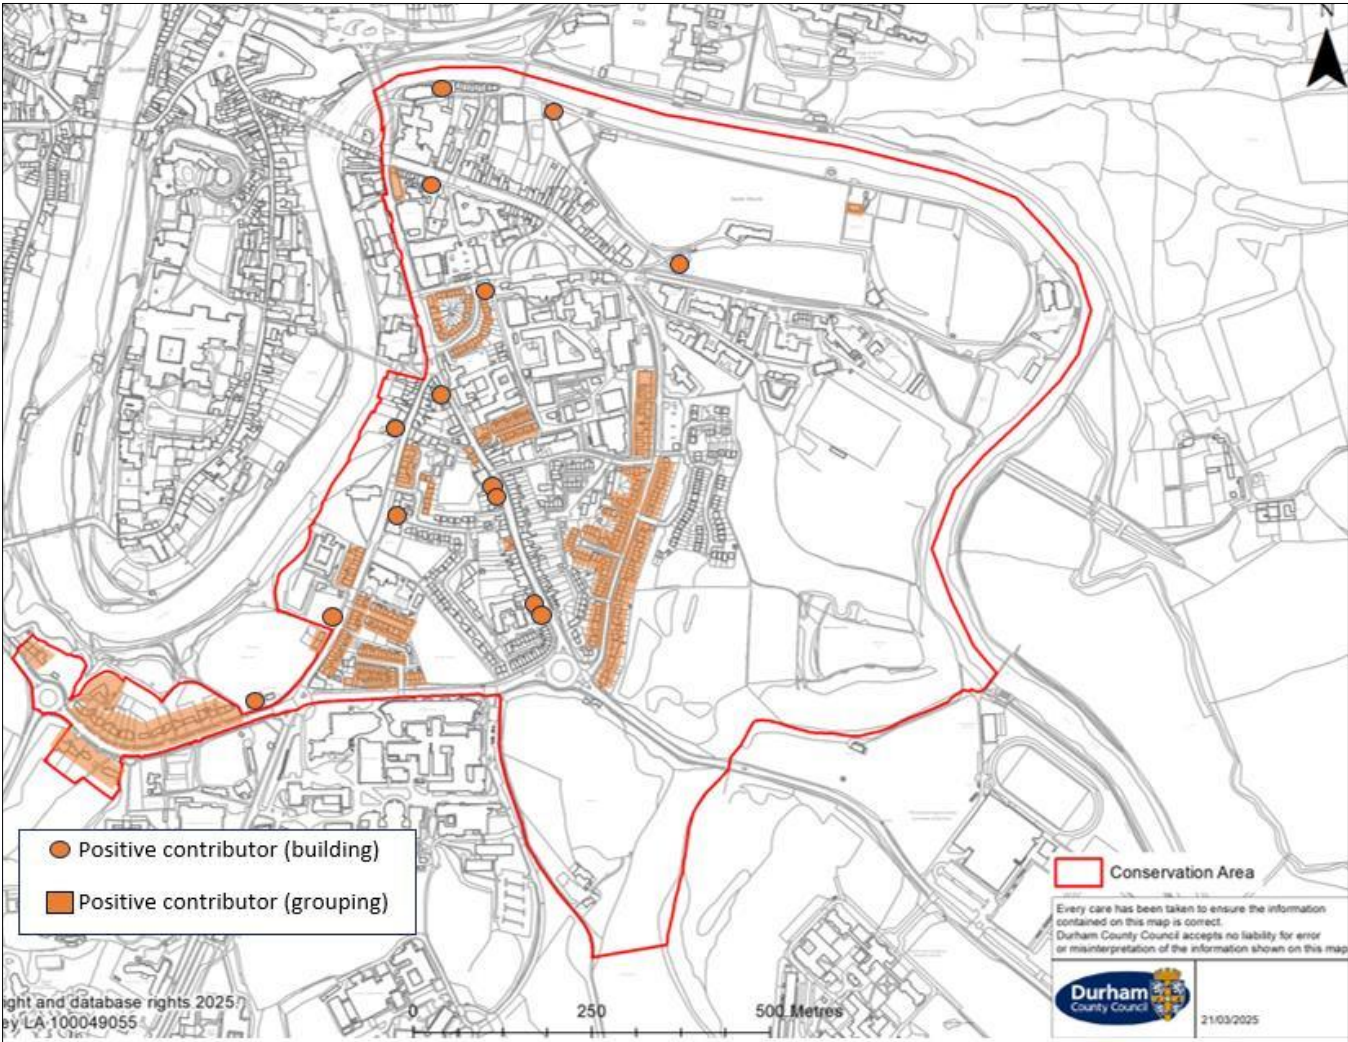 N
Positive contributor (building)
Positive contributor (grouping)
Conservation Area
Every care has been taken to ensure the information
contained on this map is correct.
Durham County Council accepts no liability for error
or misinterpretation of the information shown on this map
Durham
County Council
21/03/2025
ight and database rights 2025
ey LA 100049055
0 250 500 Metres